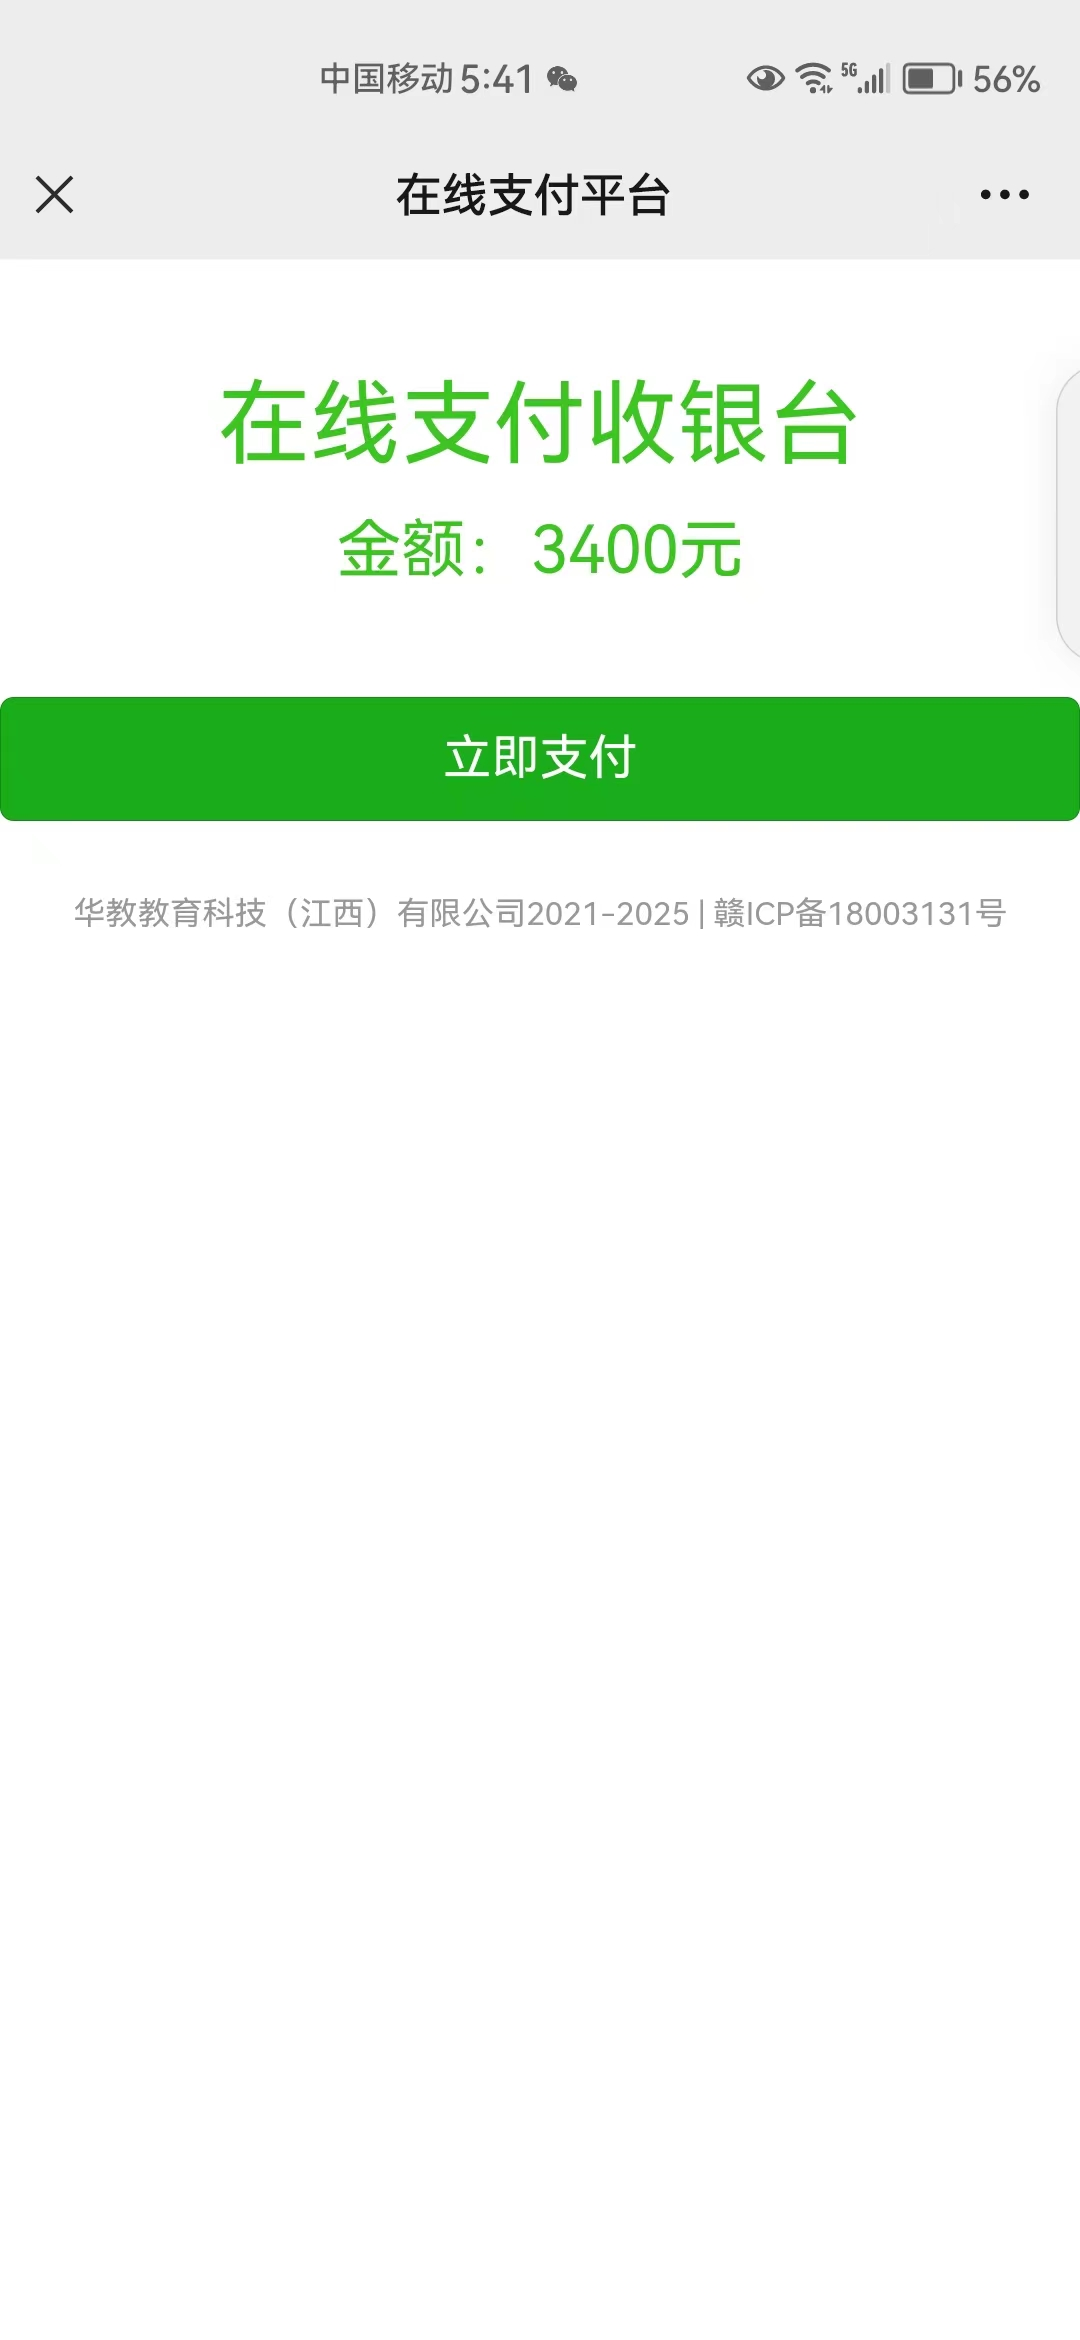 中国移动 5:41 5G 56%
在线支付平台
在线支付收银台
金额：3400元
立即支付
华教教育科技（江西）有限公司2021-2025 | 赣ICP备18003131号